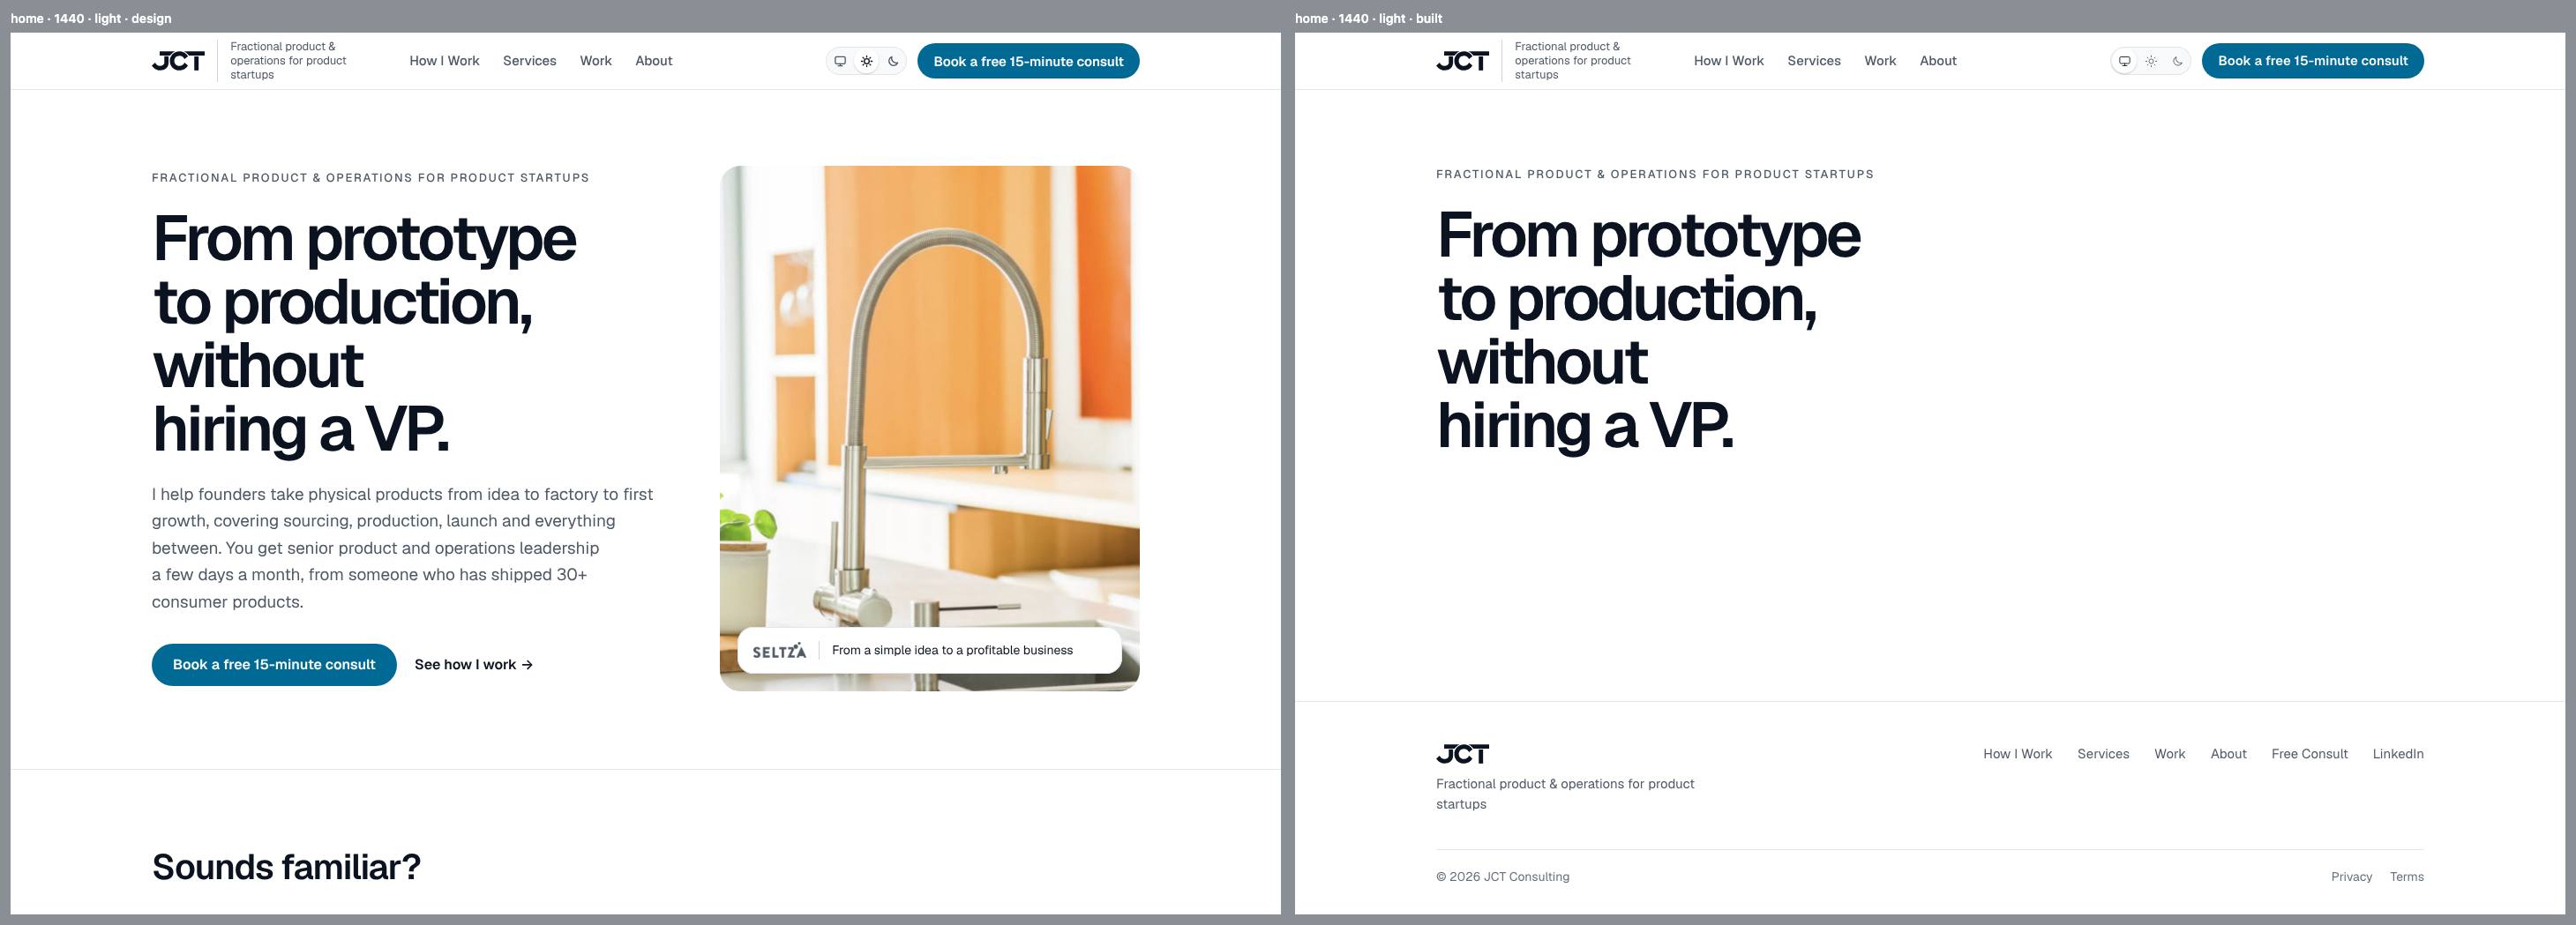 home · 1440 · light · design
JCT
Fractional product &
operations for product
startups
How I Work
Services
Work
About
Book a free 15-minute consult
FRACTIONAL PRODUCT & OPERATIONS FOR PRODUCT STARTUPS
From prototype
to production,
without
hiring a VP.
I help founders take physical products from idea to factory to first
growth, covering sourcing, production, launch and everything
between. You get senior product and operations leadership
a few days a month, from someone who has shipped 30+
consumer products.
Book a free 15-minute consult
See how I work →
SELTZA
From a simple idea to a profitable business
Sounds familiar?
home · 1440 · light · built
JCT
Fractional product &
operations for product
startups
How I Work
Services
Work
About
Book a free 15-minute consult
FRACTIONAL PRODUCT & OPERATIONS FOR PRODUCT STARTUPS
From prototype
to production,
without
hiring a VP.
JCT
Fractional product & operations for product
startups
How I Work
Services
Work
About
Free Consult
LinkedIn
© 2026 JCT Consulting
Privacy
Terms